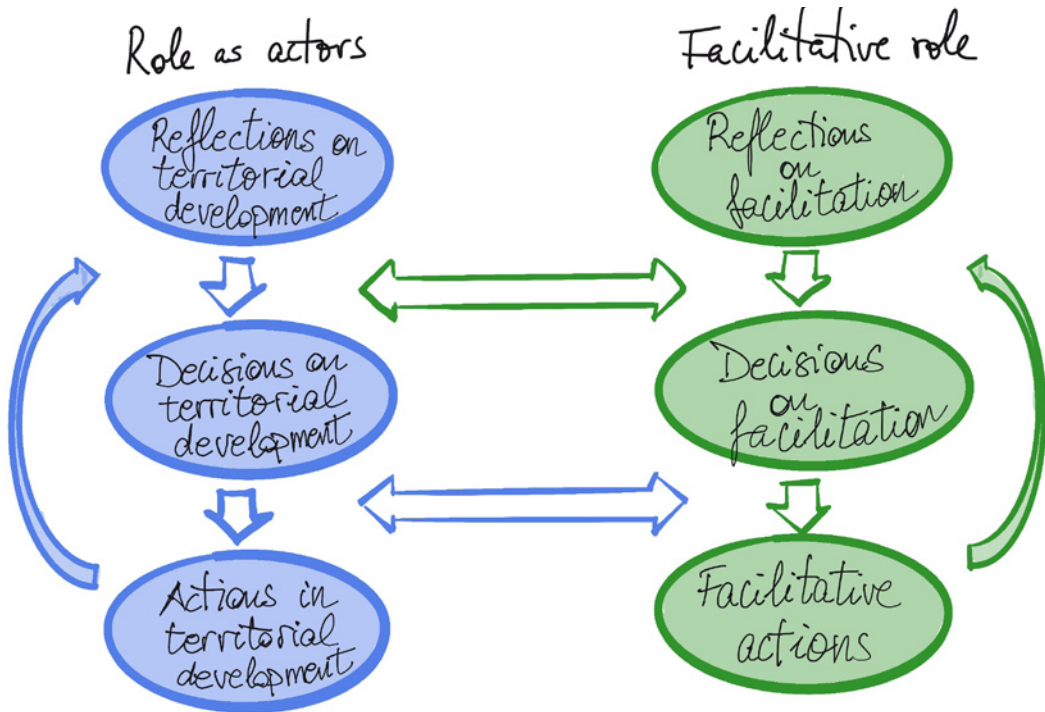 Role as actors
Reflections on
territorial
development
Decisions on
territorial
development
Actions in
territorial
development
Facilitative role
Reflections
on
facilitation
Decisions
on
facilitation
Facilitative
actions